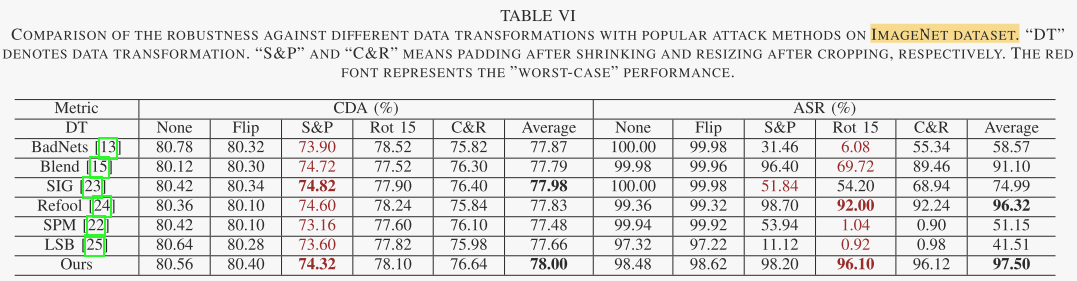 TABLE VI
COMPARISON OF THE ROBUSTNESS AGAINST DIFFERENT DATA TRANSFORMATIONS WITH POPULAR ATTACK METHODS ON IMAGENET DATASET. “DT”
DENOTES DATA TRANSFORMATION. “S&P” AND “C&R” MEANS PADDING AFTER SHRINKING AND RESIZING AFTER CROPPING, RESPECTIVELY. THE RED
FONT REPRESENTS THE ”WORST-CASE” PERFORMANCE.
Metric CDA (%) ASR (%)
DT None Flip S&P Rot 15 C&R Average None Flip S&P Rot 15 C&R Average
BadNets [13] 80.78 80.32 73.90 78.52 75.82 77.87 100.00 99.98 31.46 6.08 55.34 58.57
Blend [15] 80.12 80.30 74.72 77.52 76.30 77.79 99.98 99.96 96.40 69.72 89.46 91.10
SIG [23] 80.42 80.34 74.82 77.90 76.40 77.98 100.00 99.98 51.84 54.20 68.94 74.99
Refool [24] 80.36 80.10 74.60 78.24 75.84 77.83 99.36 99.32 98.70 92.00 92.24 96.32
SPM [22] 80.42 80.10 73.16 77.60 76.10 77.48 99.94 99.92 53.94 1.04 0.90 51.15
LSB [25] 80.64 80.28 73.60 77.82 75.98 77.66 97.32 97.22 11.12 0.92 0.98 41.51
Ours 80.56 80.40 74.32 78.10 76.64 78.00 98.48 98.62 98.20 96.10 96.12 97.50